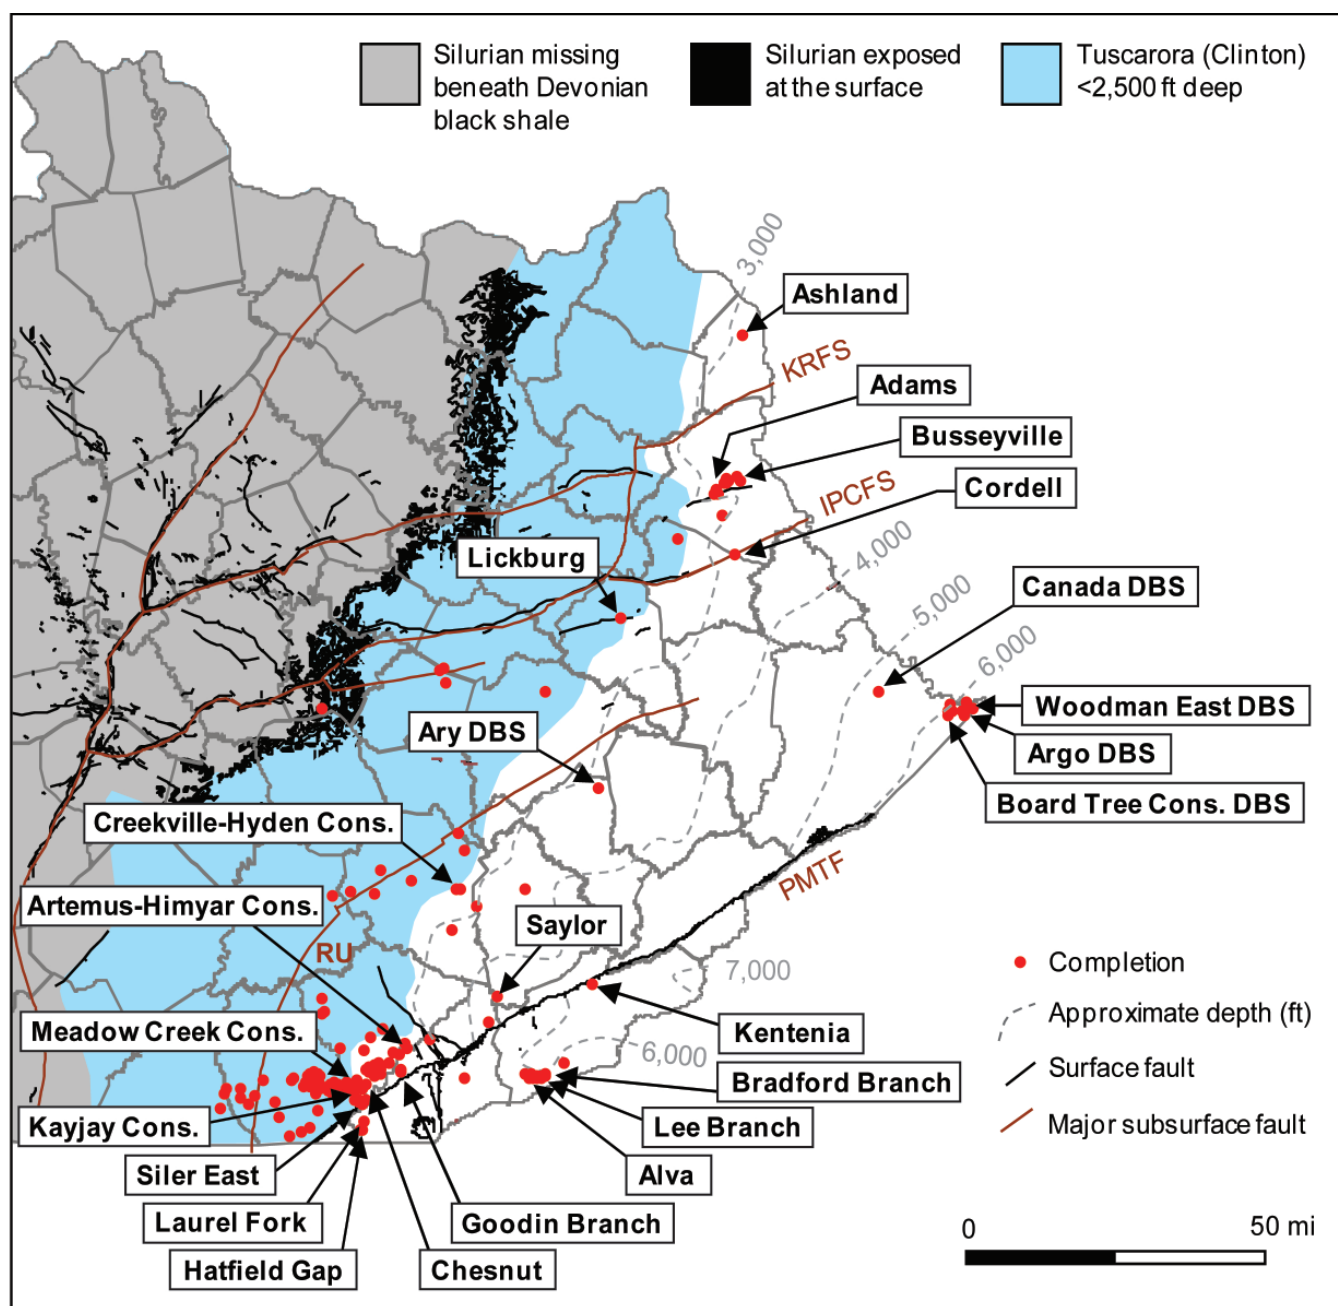 Silurian missing
beneath Devonian
black shale
Silurian exposed
at the surface
Tuscarora (Clinton)
<2,500 ft deep
3,000
Ashland
KRFS
Adams
Busseyville
IPCFS
Cordell
Lickburg
4,000
Canada DBS
5,000
6,000
Woodman East DBS
Ary DBS
Argo DBS
Board Tree Cons. DBS
Creekville-Hyden Cons.
PMTF
Artemus-Himyar Cons.
Saylor
RU
Completion
7,000
Approximate depth (ft)
Meadow Creek Cons.
Kentenia
6,000
Surface fault
Bradford Branch
Kayjay Cons.
Lee Branch
Major subsurface fault
Siler East
Alva
Laurel Fork
Goodin Branch
0
50 mi
Hatfield Gap
Chesnut